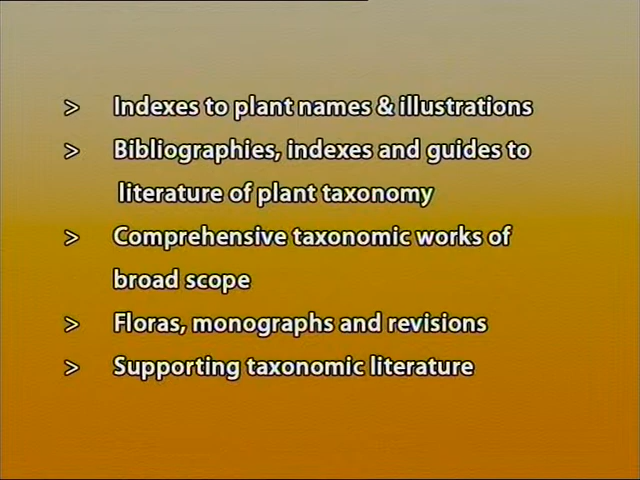 > Indexes to plant names & illustrations
> Bibliographies, indexes and guides to
literature of plant taxonomy
> Comprehensive taxonomic works of
broad scope
> Floras, monographs and revisions
> Supporting taxonomic literature